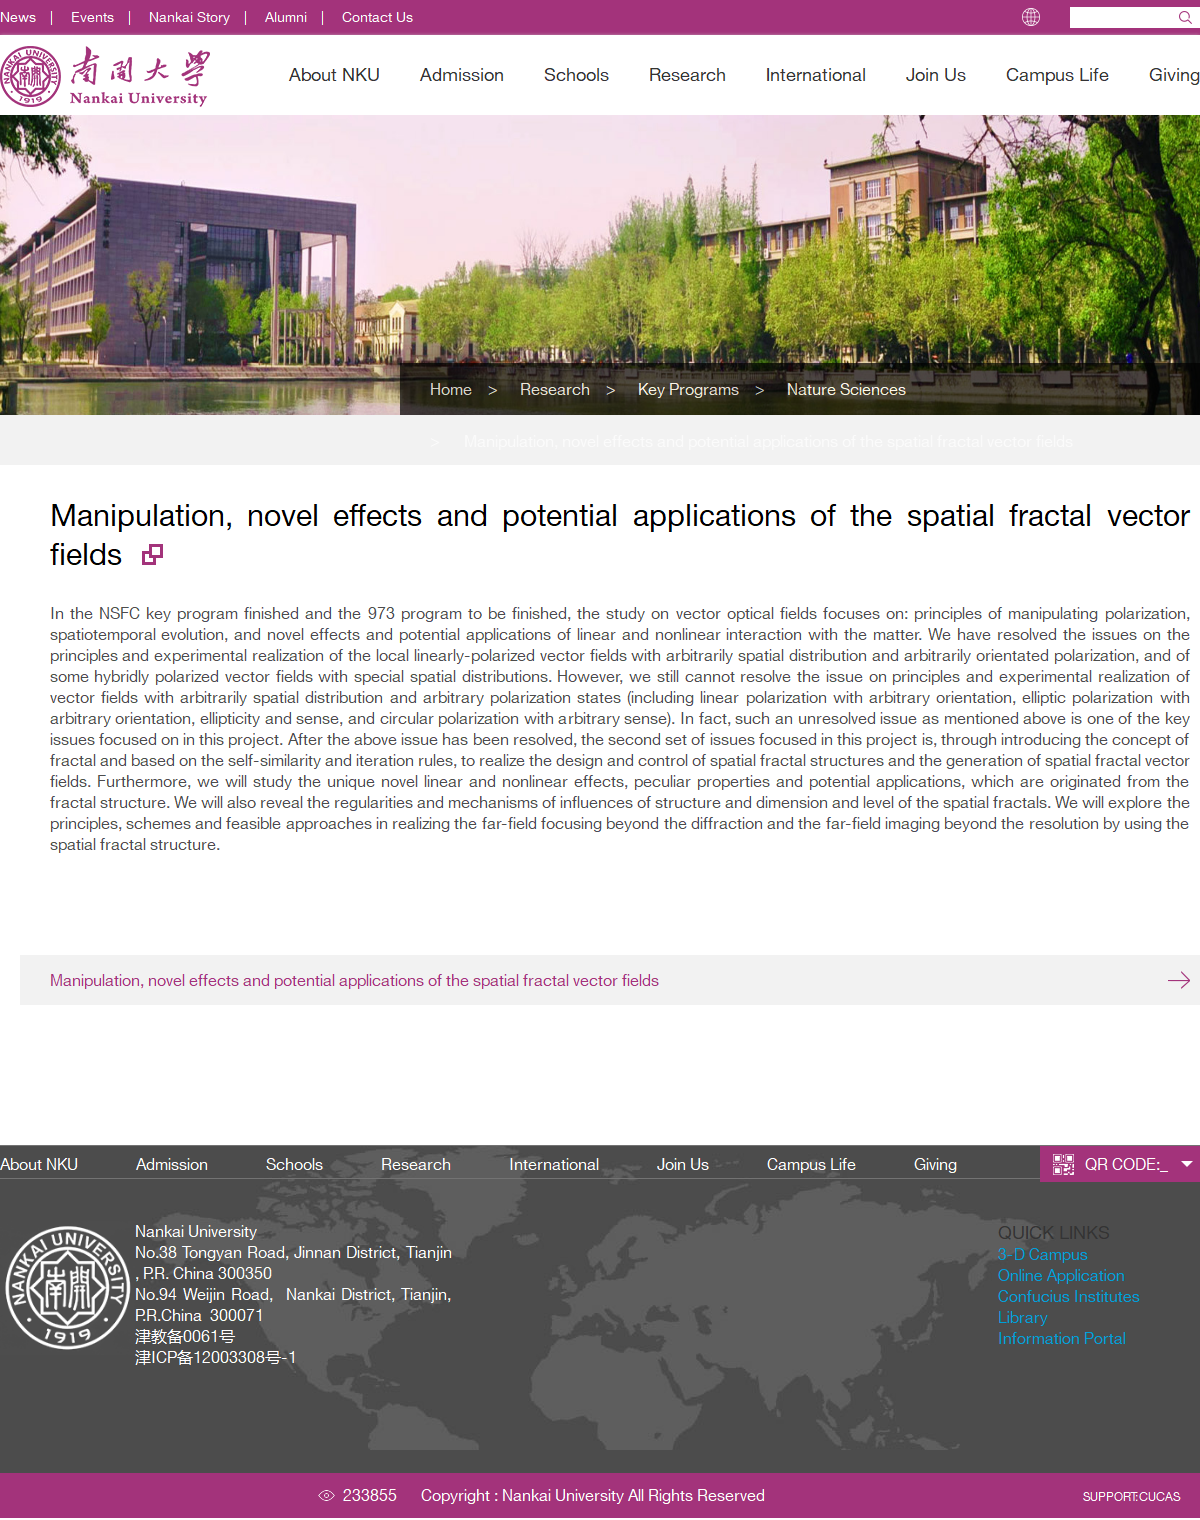 News | Events | Nankai Story | Alumni | Contact Us
NANKAI UNIVERSITY
南開
1919
南開大學
Nankai University
About NKU Admission Schools Research International Join Us Campus Life Giving
Home > Research > Key Programs > Nature Sciences
> Manipulation, novel effects and potential applications of the spatial fractal vector fields
Manipulation, novel effects and potential applications of the spatial fractal vector
fields
In the NSFC key program finished and the 973 program to be finished, the study on vector optical fields focuses on: principles of manipulating polarization,
spatiotemporal evolution, and novel effects and potential applications of linear and nonlinear interaction with the matter. We have resolved the issues on the
principles and experimental realization of the local linearly-polarized vector fields with arbitrarily spatial distribution and arbitrarily orientated polarization, and of
some hybridly polarized vector fields with special spatial distributions. However, we still cannot resolve the issue on principles and experimental realization of
vector fields with arbitrarily spatial distribution and arbitrary polarization states (including linear polarization with arbitrary orientation, elliptic polarization with
arbitrary orientation, ellipticity and sense, and circular polarization with arbitrary sense). In fact, such an unresolved issue as mentioned above is one of the key
issues focused on in this project. After the above issue has been resolved, the second set of issues focused in this project is, through introducing the concept of
fractal and based on the self-similarity and iteration rules, to realize the design and control of spatial fractal structures and the generation of spatial fractal vector
fields. Furthermore, we will study the unique novel linear and nonlinear effects, peculiar properties and potential applications, which are originated from the
fractal structure. We will also reveal the regularities and mechanisms of influences of structure and dimension and level of the spatial fractals. We will explore the
principles, schemes and feasible approaches in realizing the far-field focusing beyond the diffraction and the far-field imaging beyond the resolution by using the
spatial fractal structure.
Manipulation, novel effects and potential applications of the spatial fractal vector fields
About NKU Admission Schools Research International Join Us Campus Life Giving
QR CODE:_
NANKAI UNIVERSITY
南開
1919
Nankai University
No.38 Tongyan Road, Jinnan District, Tianjin
, P.R. China 300350
No.94 Weijin Road, Nankai District, Tianjin,
P.R.China 300071
津教备0061号
津ICP备12003308号-1
QUICK LINKS
3-D Campus
Online Application
Confucius Institutes
Library
Information Portal
233855 Copyright : Nankai University All Rights Reserved
SUPPORT:CUCAS